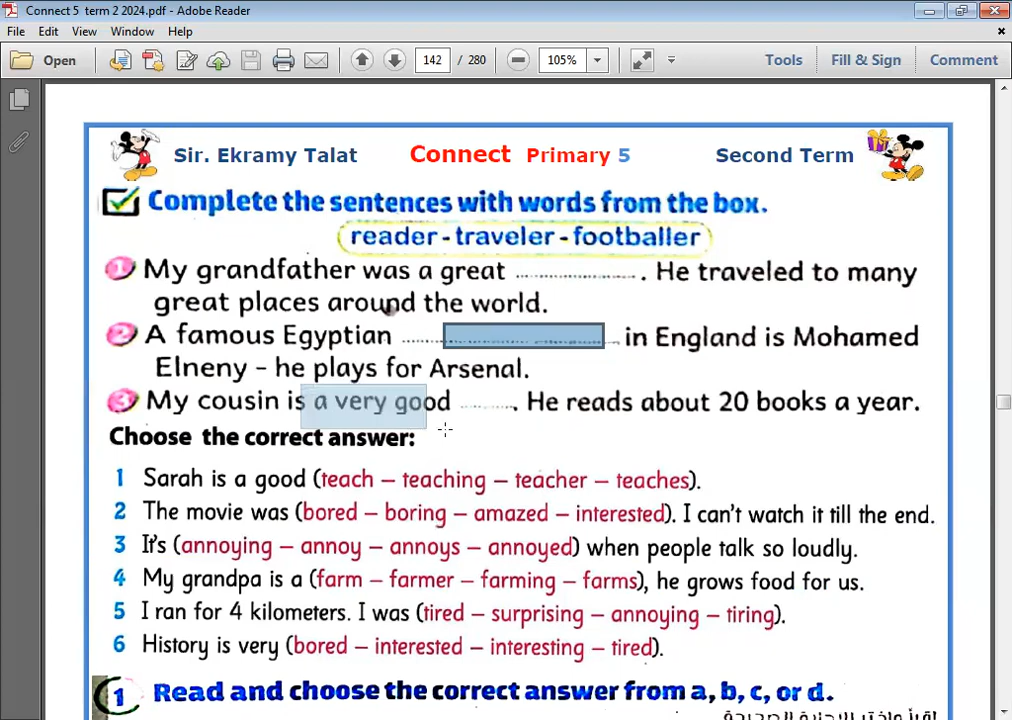 Connect 5 term 2 2024.pdf - Adobe Reader
File Edit View Window Help
Open 142 / 280 105% Tools Fill & Sign Comment
Sir. Ekramy Talat Connect Primary 5 Second Term
Complete the sentences with words from the box.
reader - traveler - footballer
1 My grandfather was a great ................. . He traveled to many
great places around the world.
2 A famous Egyptian ................. in England is Mohamed
Elneny - he plays for Arsenal.
3 My cousin is a very good ......... . He reads about 20 books a year.
Choose the correct answer:
1 Sarah is a good (teach – teaching – teacher – teaches).
2 The movie was (bored – boring – amazed – interested). I can't watch it till the end.
3 It's (annoying – annoy – annoys – annoyed) when people talk so loudly.
4 My grandpa is a (farm – farmer – farming – farms), he grows food for us.
5 I ran for 4 kilometers. I was (tired – surprising – annoying – tiring).
6 History is very (bored – interested – interesting – tired).
1 Read and choose the correct answer from a, b, c, or d.